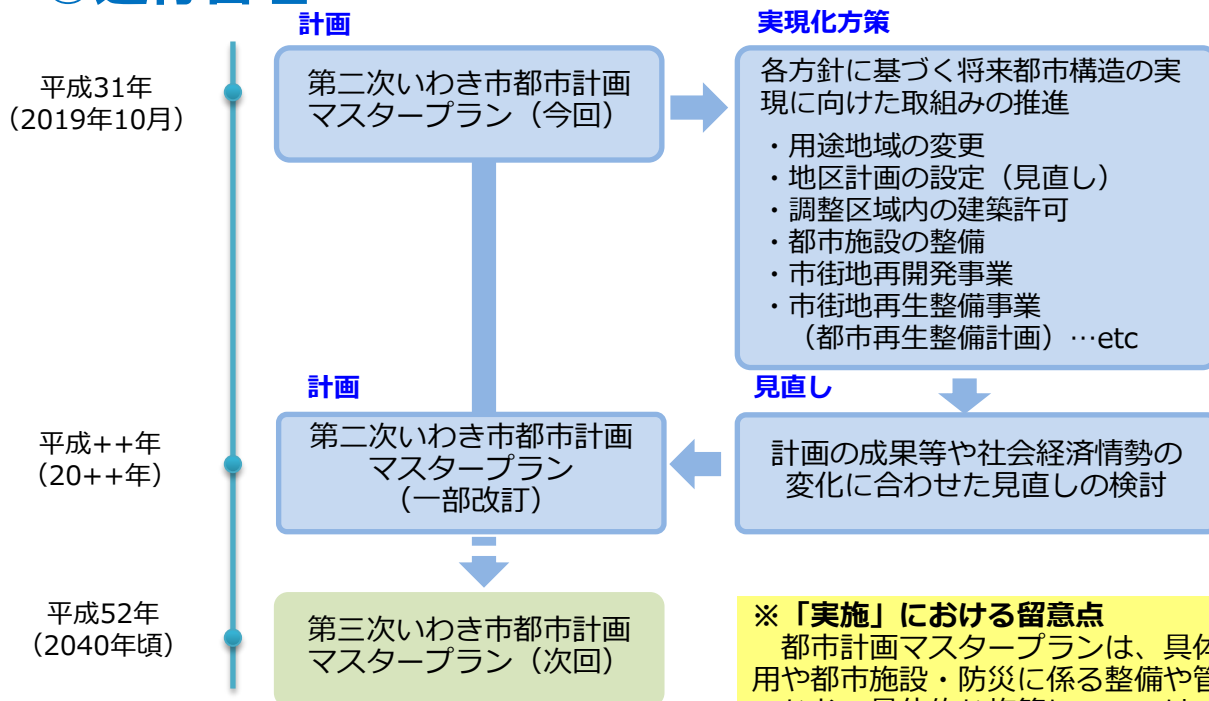 計画
実現化方策
平成31年
（2019年10月）
第二次いわき市都市計画
マスタープラン（今回）
各方針に基づく将来都市構造の実
現に向けた取組みの推進
・用途地域の変更
・地区計画の設定（見直し）
・調整区域内の建築許可
・都市施設の整備
・市街地再開発事業
・市街地再生整備事業
（都市再生整備計画）…etc
計画
見直し
平成++年
（20++年）
第二次いわき市都市計画
マスタープラン
（一部改訂）
計画の成果等や社会経済情勢の
変化に合わせた見直しの検討
平成52年
（2040年頃）
第三次いわき市都市計画
マスタープラン（次回）
※「実施」における留意点
都市計画マスタープランは、具体
用や都市施設・防災に係る整備や管